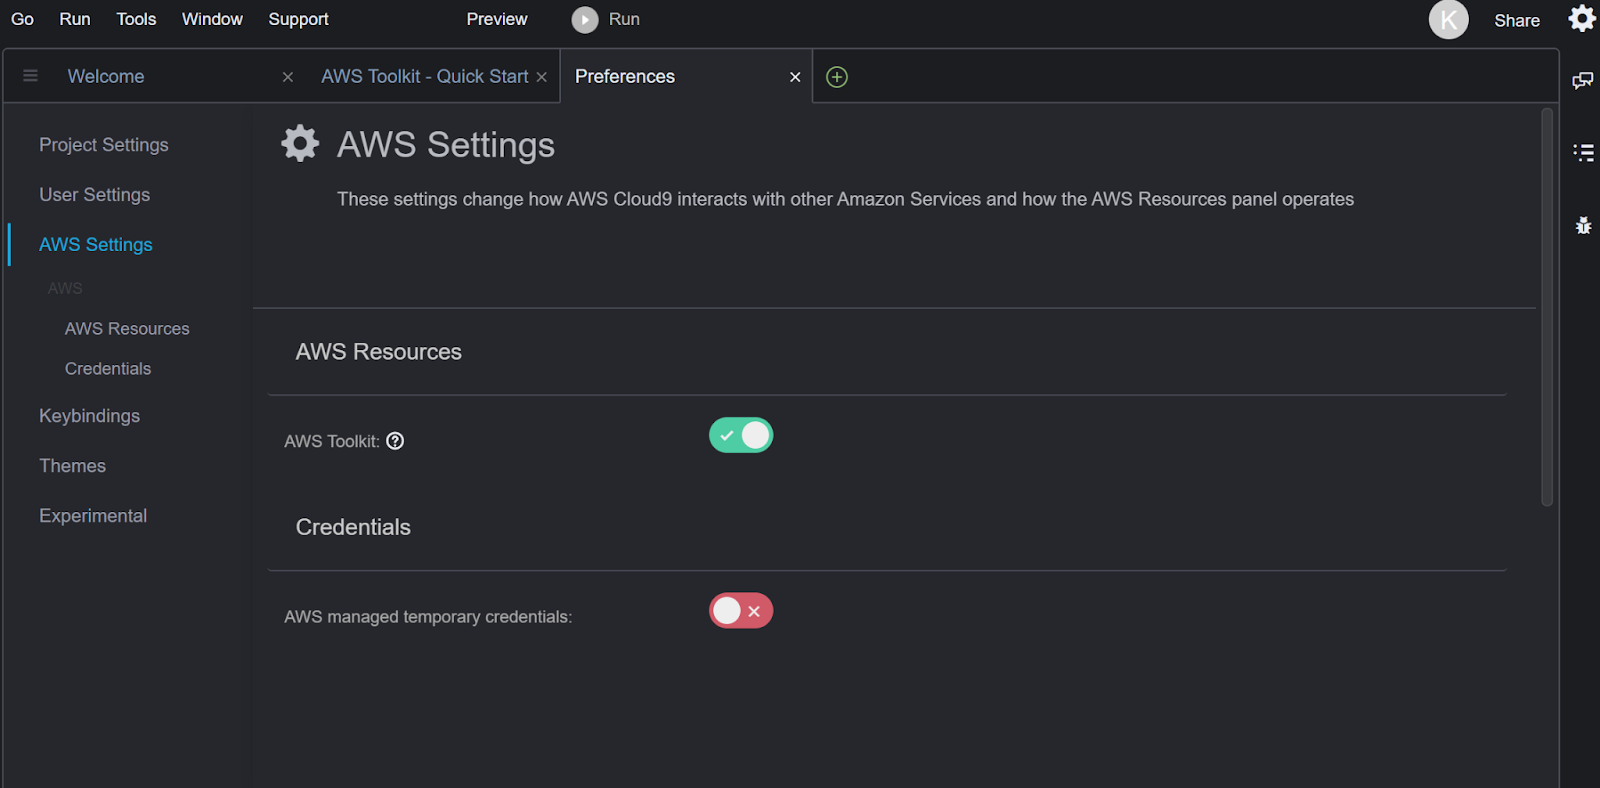 Go Run Tools Window Support Preview Run K Share
Welcome AWS Toolkit - Quick Start Preferences
Project Settings
User Settings
AWS Settings
AWS
AWS Resources
Credentials
Keybindings
Themes
Experimental
AWS Settings
These settings change how AWS Cloud9 interacts with other Amazon Services and how the AWS Resources panel operates
AWS Resources
AWS Toolkit: ?
Credentials
AWS managed temporary credentials: